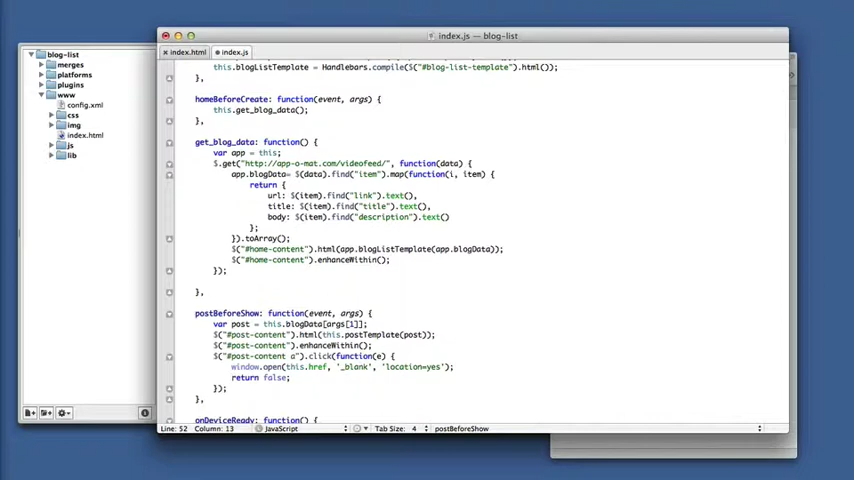 index.js — blog-list
blog-list
merges
platforms
plugins
www
config.xml
css
img
index.html
js
lib
index.html
index.js
this.blogListTemplate = Handlebars.compile($("#blog-list-template").html());
},
homeBeforeCreate: function(event, args) {
this.get_blog_data();
},
get_blog_data: function() {
var app = this;
$.get("http://app-o-mat.com/videofeed/", function(data) {
app.blogData= $(data).find("item").map(function(i, item) {
return {
url: $(item).find("link").text(),
title: $(item).find("title").text(),
body: $(item).find("description").text()
};
}).toArray();
$("#home-content").html(app.blogListTemplate(app.blogData));
$("#home-content").enhanceWithin();
});
},
postBeforeShow: function(event, args) {
var post = this.blogData[args[1]];
$("#post-content").html(this.postTemplate(post));
$("#post-content").enhanceWithin();
$("#post-content a").click(function(e) {
window.open(this.href, '_blank', 'location=yes');
return false;
});
},
onDeviceReady: function() {
Line: 52 Column: 13 JavaScript Tab Size: 4 postBeforeShow